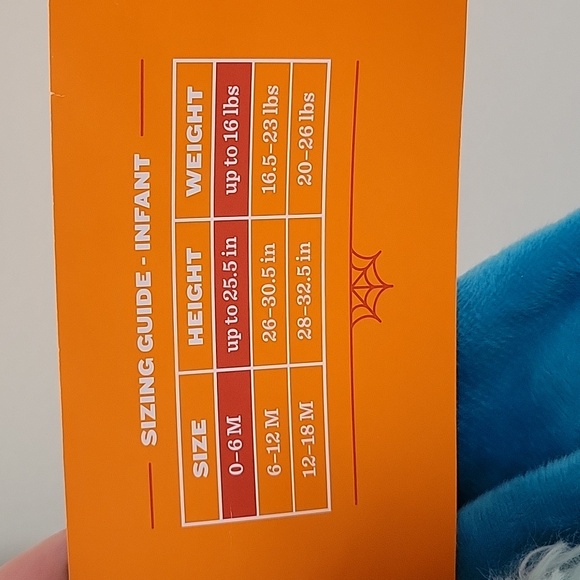 SIZING GUIDE - INFANT
SIZE HEIGHT WEIGHT
0–6 M up to 25.5 in up to 16 lbs
6–12 M 26–30.5 in 16.5–23 lbs
12–18 M 28–32.5 in 20–26 lbs